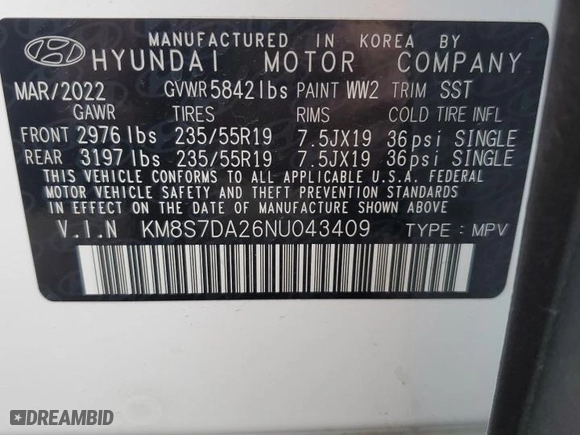 MANUFACTURED IN KOREA BY
HYUNDAI MOTOR COMPANY
MAR/2022 GVWR 5842 lbs PAINT WW2 TRIM SST
GAWR TIRES RIMS COLD TIRE INFL
FRONT 2976 lbs 235/55R19 7.5JX19 36psi SINGLE
REAR 3197 lbs 235/55R19 7.5JX19 36psi SINGLE
THIS VEHICLE CONFORMS TO ALL APPLICABLE U.S.A. FEDERAL
MOTOR VEHICLE SAFETY AND THEFT PREVENTION STANDARDS
IN EFFECT ON THE DATE OF MANUFACTURE SHOWN ABOVE.
V.I.N KM8S7DA26NU043409 TYPE: MPV
DREAMBID